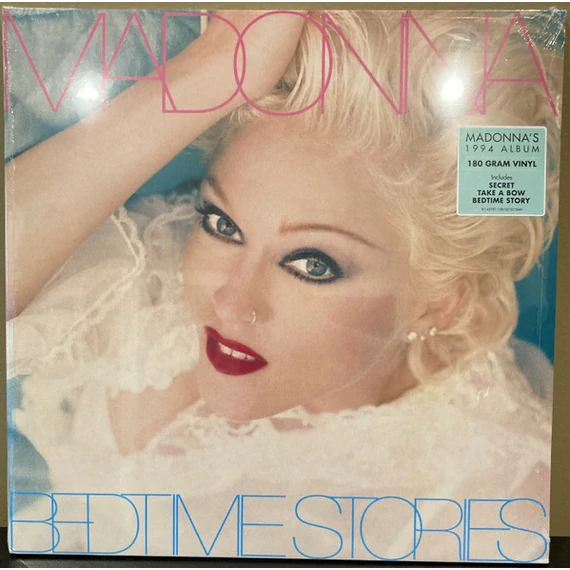 MADONNA
MADONNA'S
1994 ALBUM
180 GRAM VINYL
Includes
SECRET
TAKE A BOW
BEDTIME STORY
BEDTIME STORIES